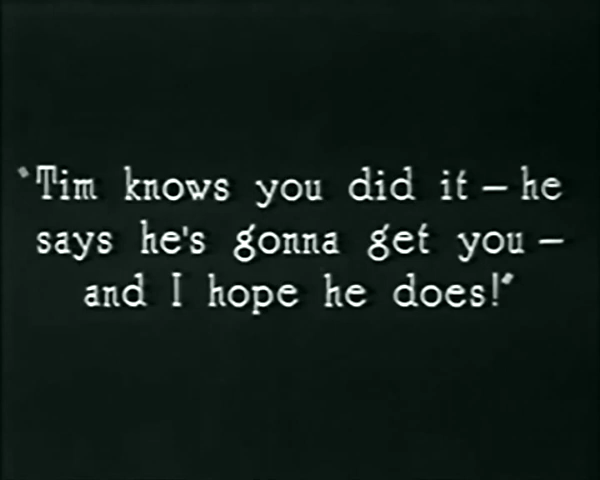 "Tim knows you did it – he
says he's gonna get you –
and I hope he does!"